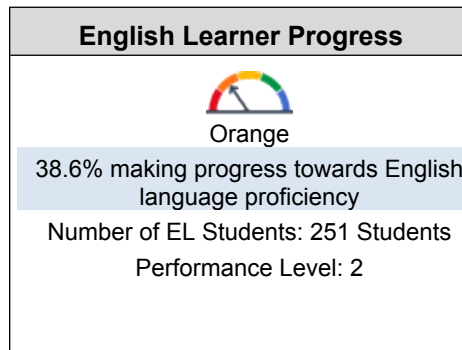 English Learner Progress
Orange
38.6% making progress towards English
language proficiency
Number of EL Students: 251 Students
Performance Level: 2